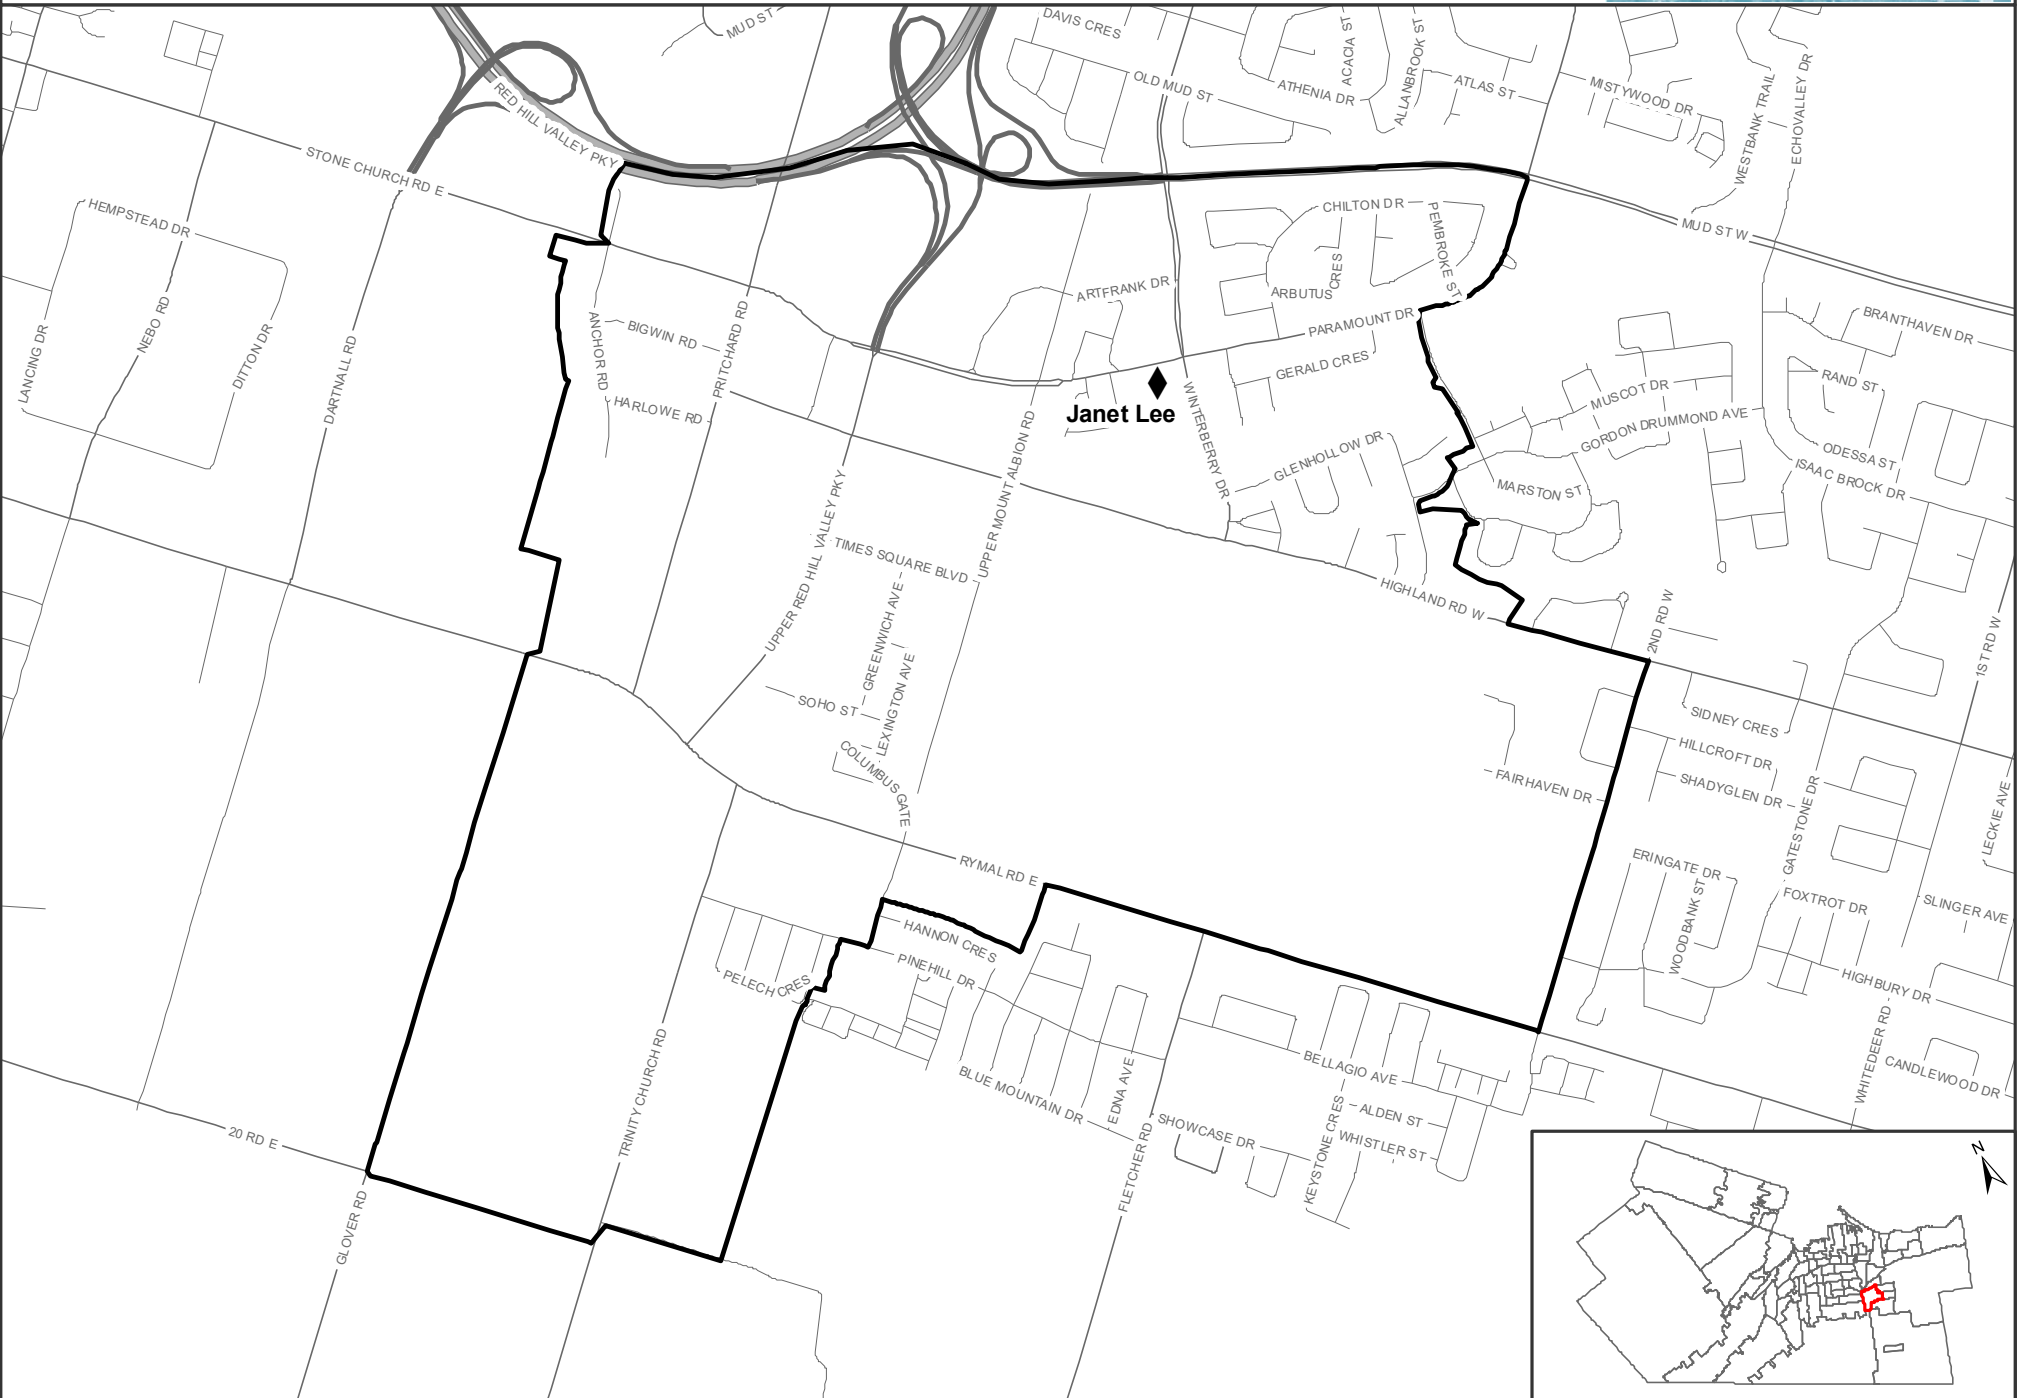 MUD ST
DAVIS CRES
ACACIA ST
ALLANBROOK ST
OLD MUD ST
ATHENIA DR
ATLAS ST
MISTYWOOD DR
WESTBANK TRAIL
ECHOVALLEY DR
RED HILL VALLEY PKY
STONE CHURCH RD E
HEMPSTEAD DR
CHILTON DR
PEMBROKE ST
MUD ST W
LANCING DR
NEBO RD
DITTON DR
DARTNALL RD
ANCHOR RD
BIGWIN RD
HARLOWE RD
PRITCHARD RD
ARTFRANK DR
ARBUTUS CRES
PARAMOUNT DR
GERALD CRES
BRANTHAVEN DR
RAND ST
Janet Lee
WINTERBERRY DR
MUSCOT DR
GORDON DRUMMOND AVE
ODESSA ST
ISAAC BROCK DR
GLENHOLLOW DR
MARSTON ST
UPPER MOUNT ALBION RD
UPPER RED HILL VALLEY PKY
TIMES SQUARE BLVD
GREENWICH AVE
LEXINGTON AVE
SOHO ST
COLUMBUS GATE
HIGHLAND RD W
2ND RD W
1ST RD W
SIDNEY CRES
HILLCROFT DR
SHADYGLEN DR
FAIRHAVEN DR
GATESTONE DR
LECKIE AVE
RYMAL RD E
ERINGATE DR
WOODBANK ST
FOXTROT DR
SLINGER AVE
HANNON CRES
PINEHILL DR
PELECH CRES
HIGHBURY DR
WHITEDEER RD
CANDLEWOOD DR
TRINITY CHURCH RD
BLUE MOUNTAIN DR
EDNA AVE
FLETCHER RD
BELLAGIO AVE
KEYSTONE CRES
ALDEN ST
WHISTLER ST
SHOWCASE DR
20 RD E
GLOVER RD
N